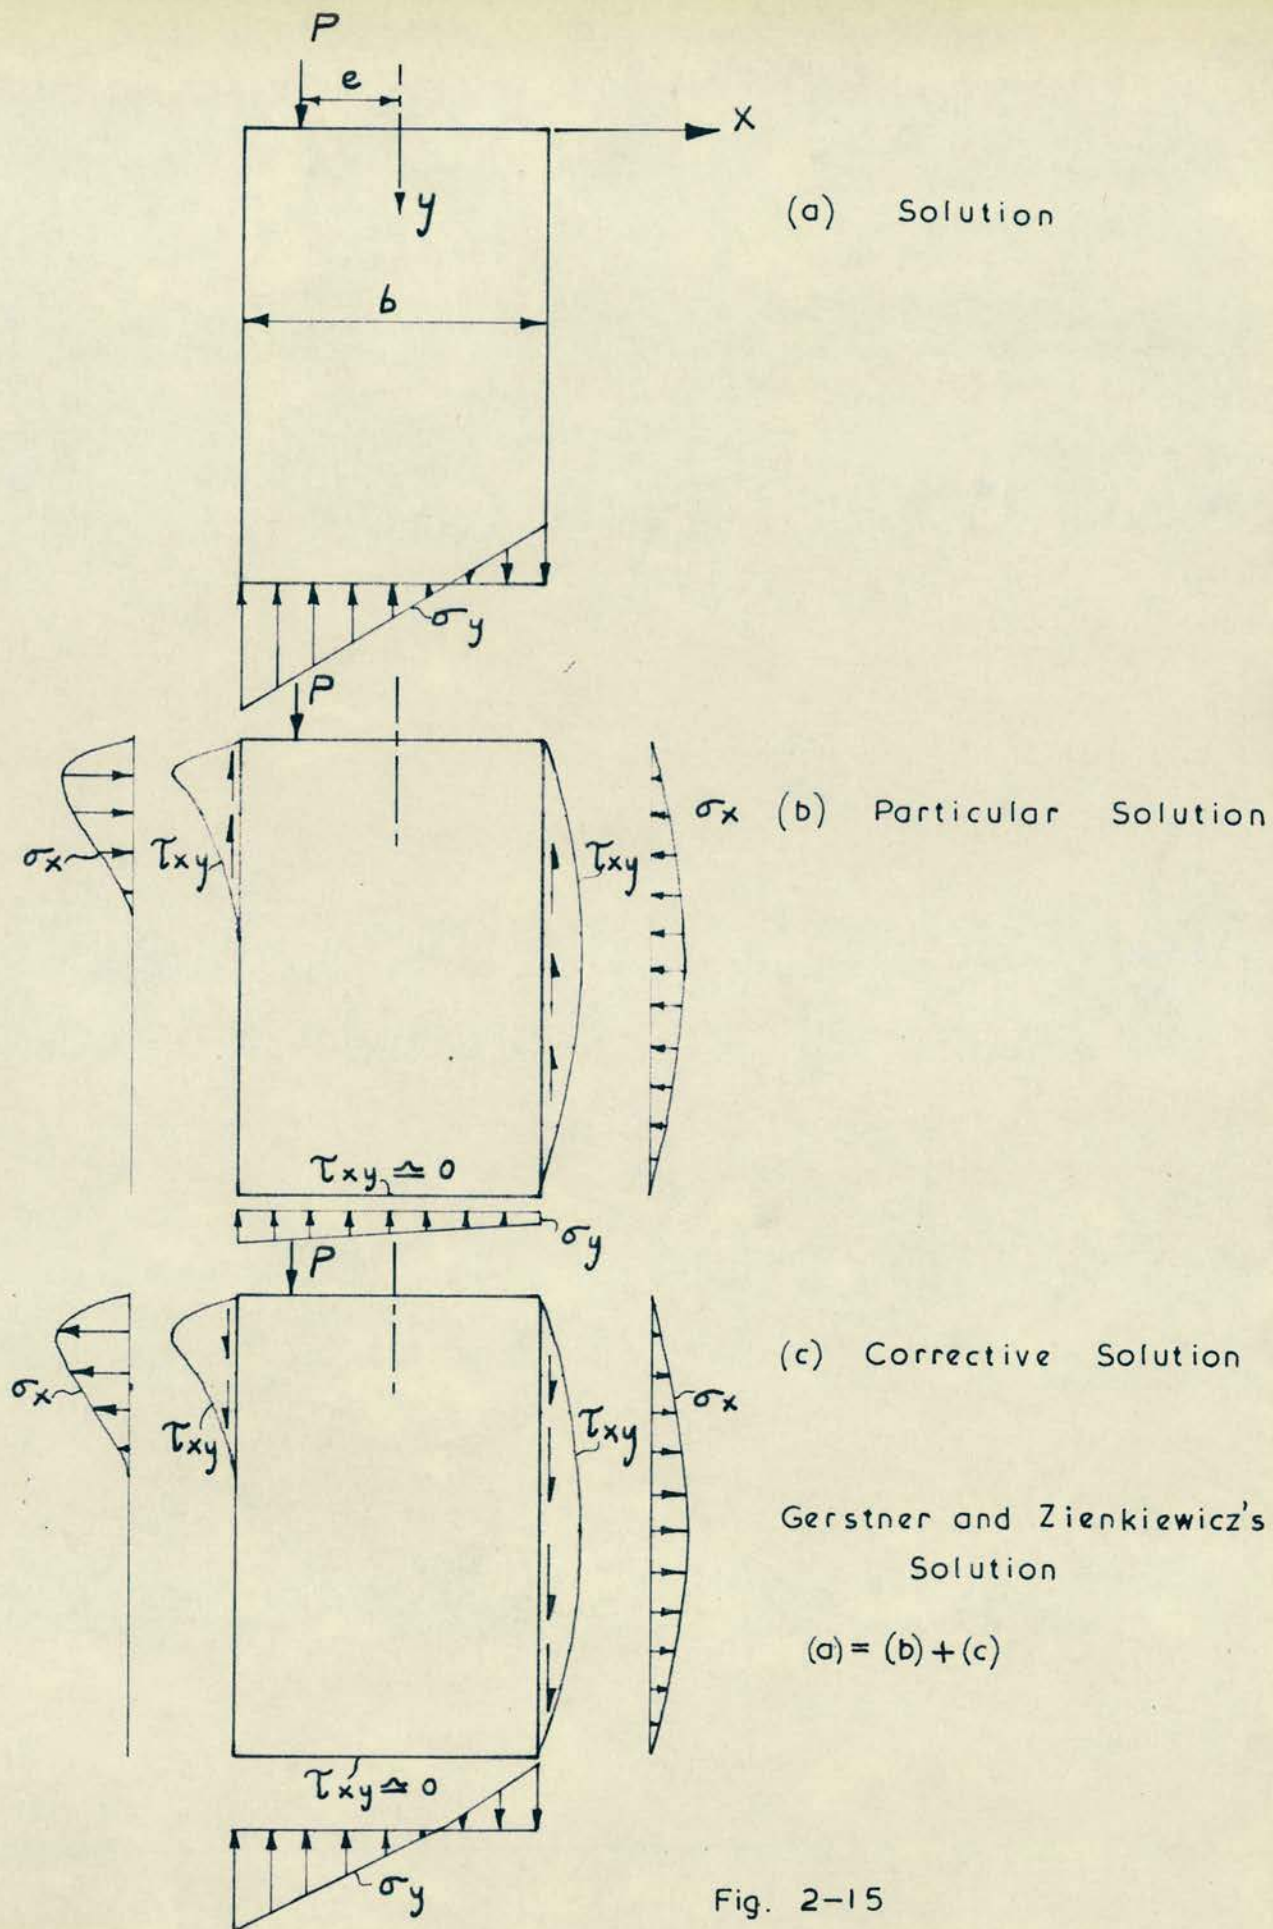 P
e
X
y
(a) Solution
b
σy
P
σx
τxy
τxy
σx
(b) Particular Solution
τxy ≃ 0
σy
P
σx
τxy
τxy
σx
(c) Corrective Solution
Gerstner and Zienkiewicz's
Solution
(a) = (b) + (c)
τxy ≃ 0
σy
Fig. 2-15